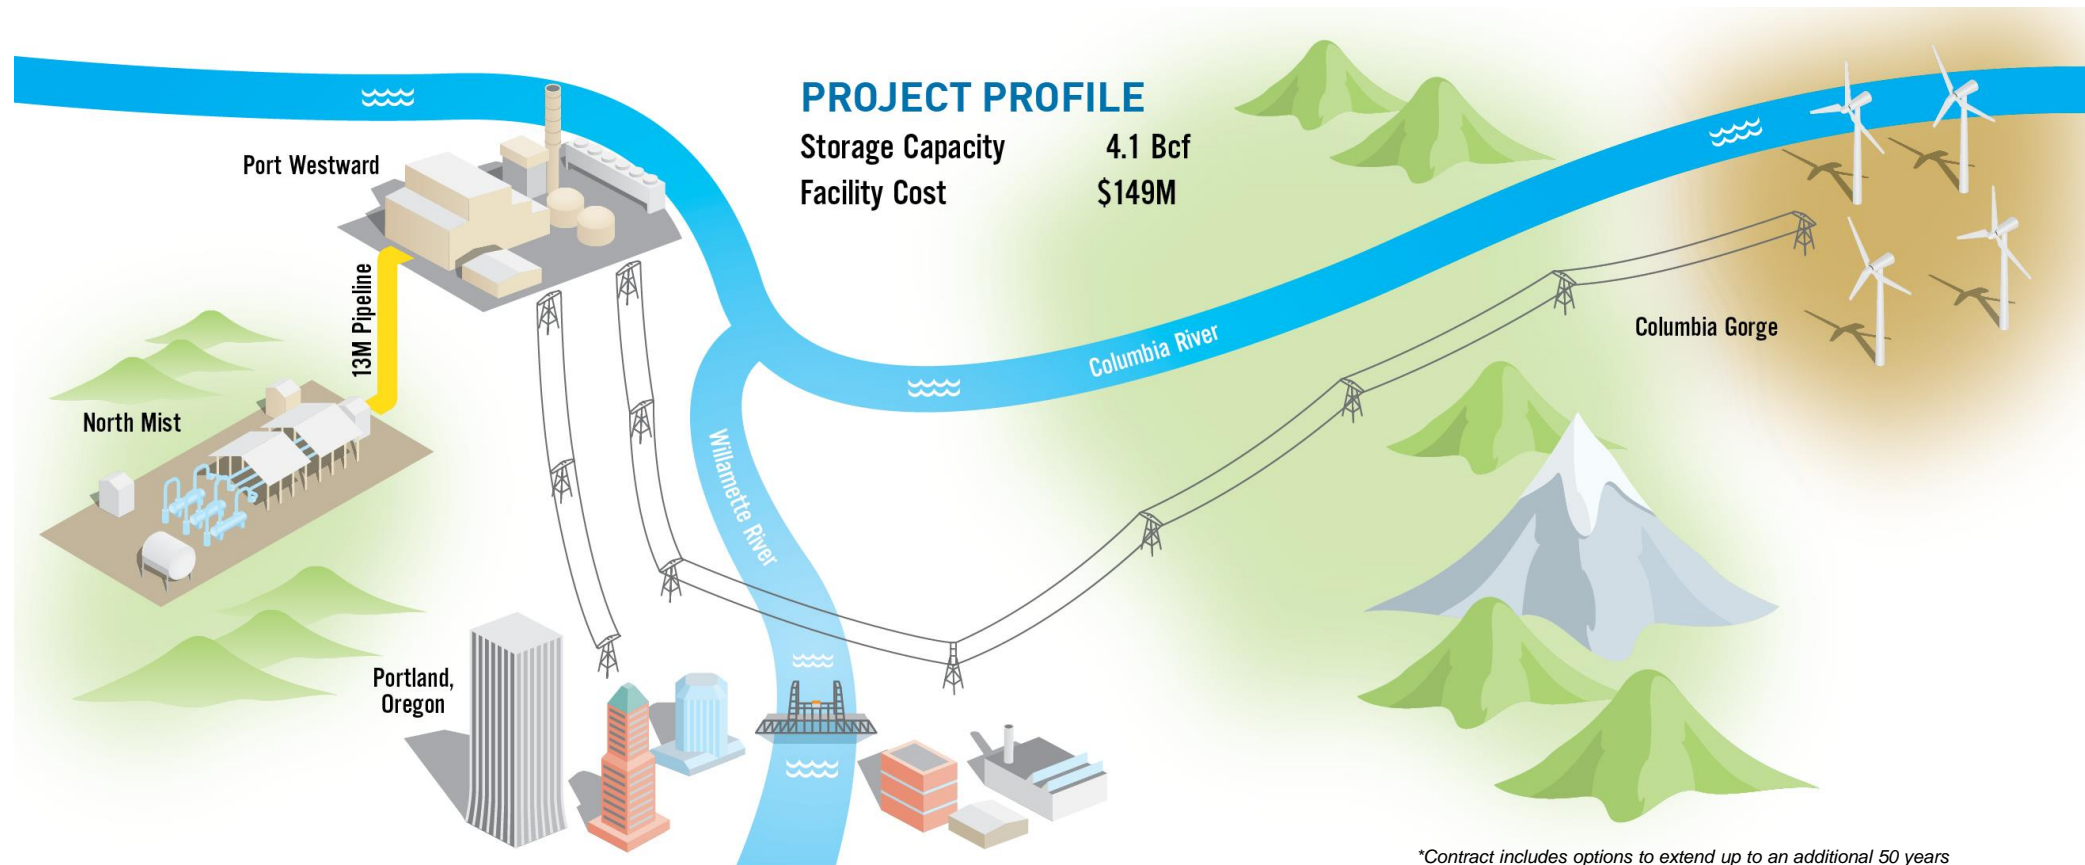 PROJECT PROFILE
Storage Capacity 4.1 Bcf
Facility Cost $149M
Port Westward
13M Pipeline
North Mist
Columbia River
Columbia Gorge
Willamette River
Portland,
Oregon
*Contract includes options to extend up to an additional 50 years